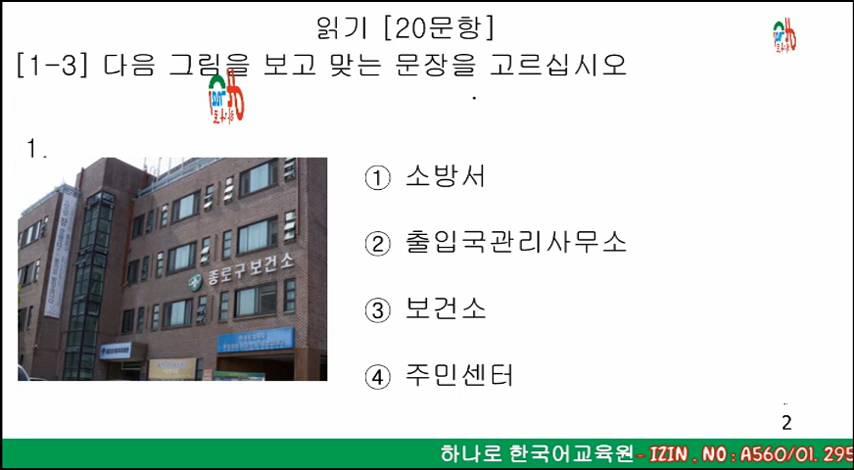 읽기 [20문항]
[1-3] 다음 그림을 보고 맞는 문장을 고르십시오
1.
종로구 보건소
① 소방서
② 출입국관리사무소
③ 보건소
④ 주민센터
2
하나로 한국어교육원 - IZIN . NO : A560/01. 295